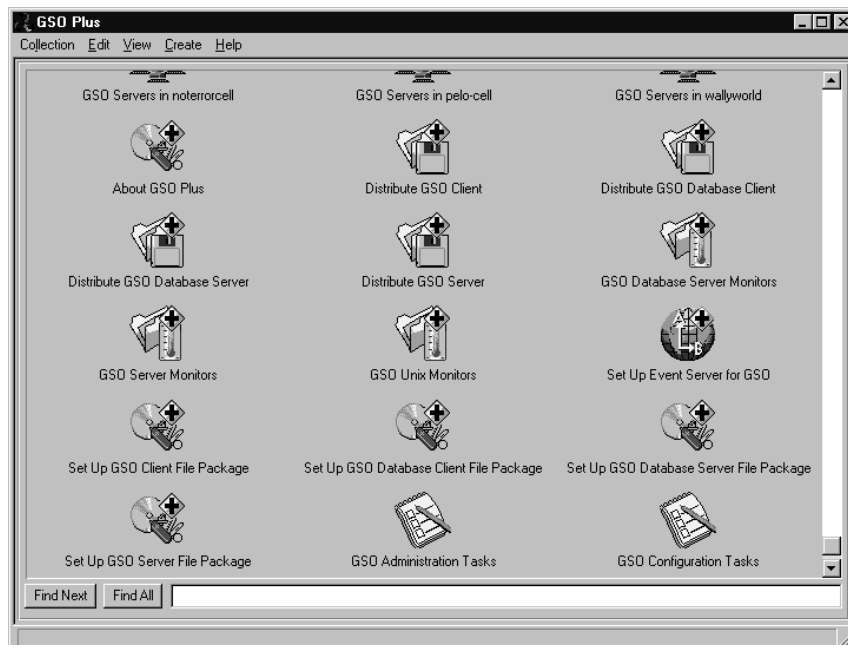 GSO Plus
Collection Edit View Create Help
GSO Servers in noterrorcell GSO Servers in pelo-cell GSO Servers in wallyworld
About GSO Plus Distribute GSO Client Distribute GSO Database Client
Distribute GSO Database Server Distribute GSO Server GSO Database Server Monitors
GSO Server Monitors GSO Unix Monitors Set Up Event Server for GSO
Set Up GSO Client File Package Set Up GSO Database Client File Package Set Up GSO Database Server File Package
Set Up GSO Server File Package GSO Administration Tasks GSO Configuration Tasks
Find Next Find All